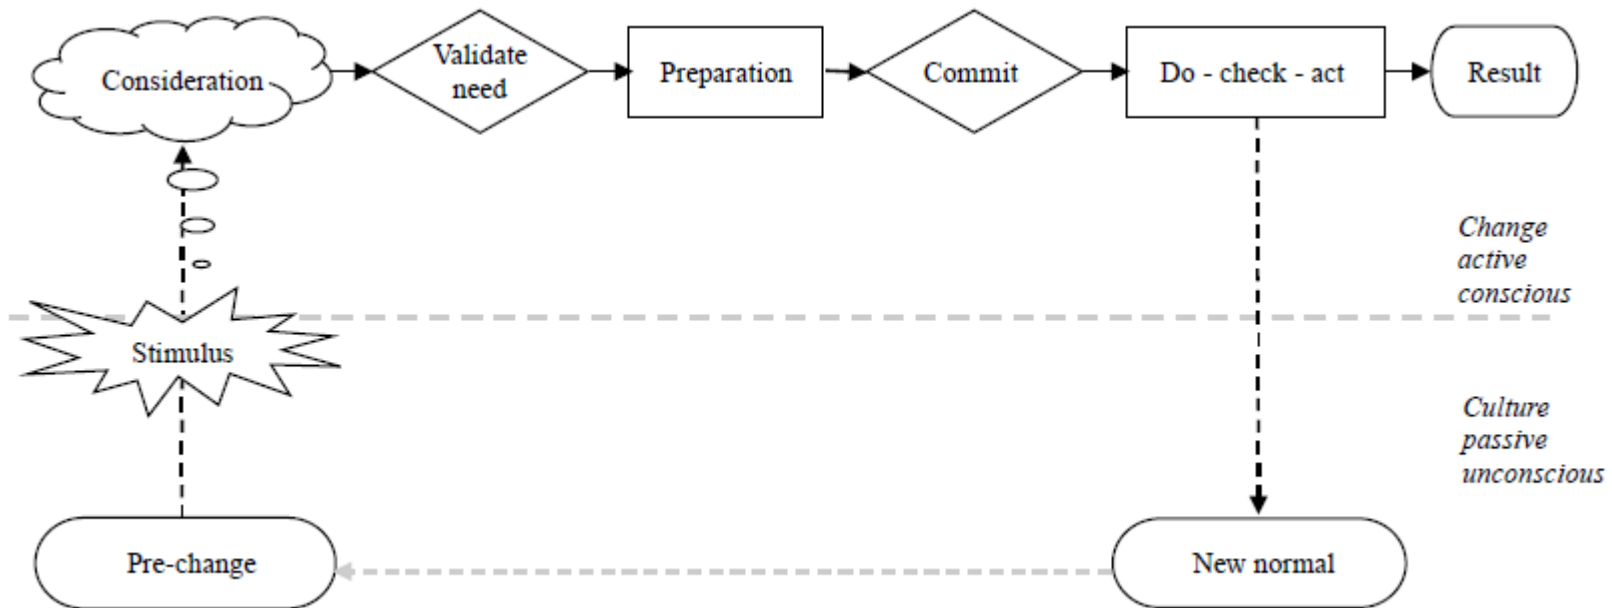 Consideration
Validate
need
Preparation
Commit
Do - check - act
Result
Change
active
conscious
Stimulus
Culture
passive
unconscious
Pre-change
New normal